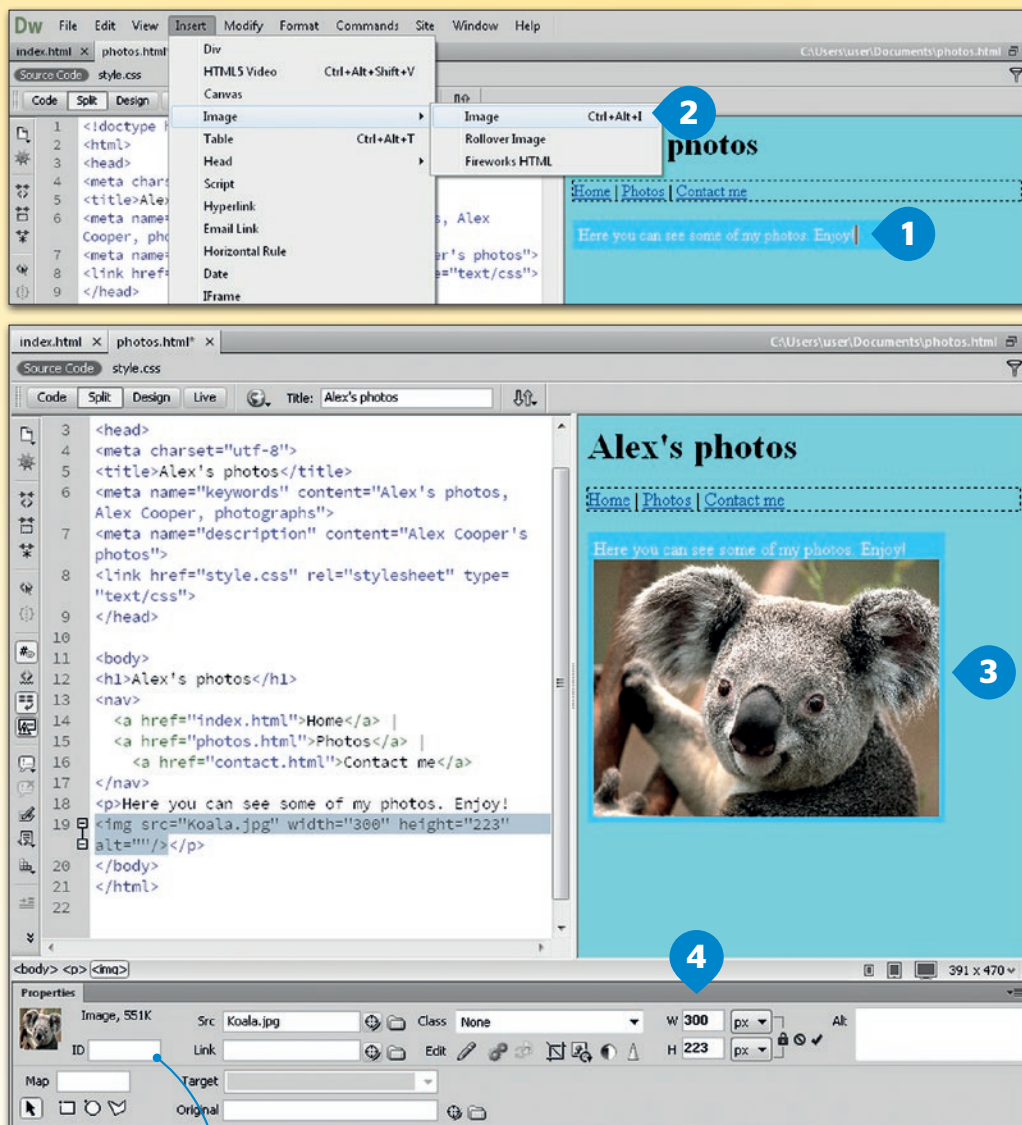 Dw File Edit View Insert Modify Format Commands Site Window Help
index.html × photos.html C:\Users\user\Documents\photos.html
Source Code style.css
Code Split Design
Div
HTML5 Video Ctrl+Alt+Shift+V
Canvas
Image
Table Ctrl+Alt+T
Head
Script
Hyperlink
Email Link
Horizontal Rule
Date
IFrame
Image Ctrl+Alt+I
Rollover Image
Fireworks HTML
2
1 <!doctype
2 <html>
3 <head>
4 <meta chars
5 <title>Ale
6 <meta name= s, Alex
Cooper, pho
7 <meta name= er's photos">
8 <link href= ="text/css">
9 </head>
photos
Home | Photos | Contact me
Here you can see some of my photos. Enjoy!
1
index.html × photos.html* × C:\Users\user\Documents\photos.html
Source Code style.css
Code Split Design Live Title: Alex's photos
3 <head>
4 <meta charset="utf-8">
5 <title>Alex's photos</title>
6 <meta name="keywords" content="Alex's photos,
Alex Cooper, photographs">
7 <meta name="description" content="Alex Cooper's
photos">
8 <link href="style.css" rel="stylesheet" type=
"text/css">
9 </head>
10
11 <body>
12 <h1>Alex's photos</h1>
13 <nav>
14 <a href="index.html">Home</a> |
15 <a href="photos.html">Photos</a> |
16 <a href="contact.html">Contact me</a>
17 </nav>
18 <p>Here you can see some of my photos. Enjoy!
19 <img src="Koala.jpg" width="300" height="223"
alt=""/></p>
20 </body>
21 </html>
22
Alex's photos
Home | Photos | Contact me
Here you can see some of my photos. Enjoy!
3
4
<body> <p> <img> 391 x 470
Properties
Image, 551K Src Koala.jpg Class None W 300 px Alt
ID Link Edit H 223 px
Map Target
Original